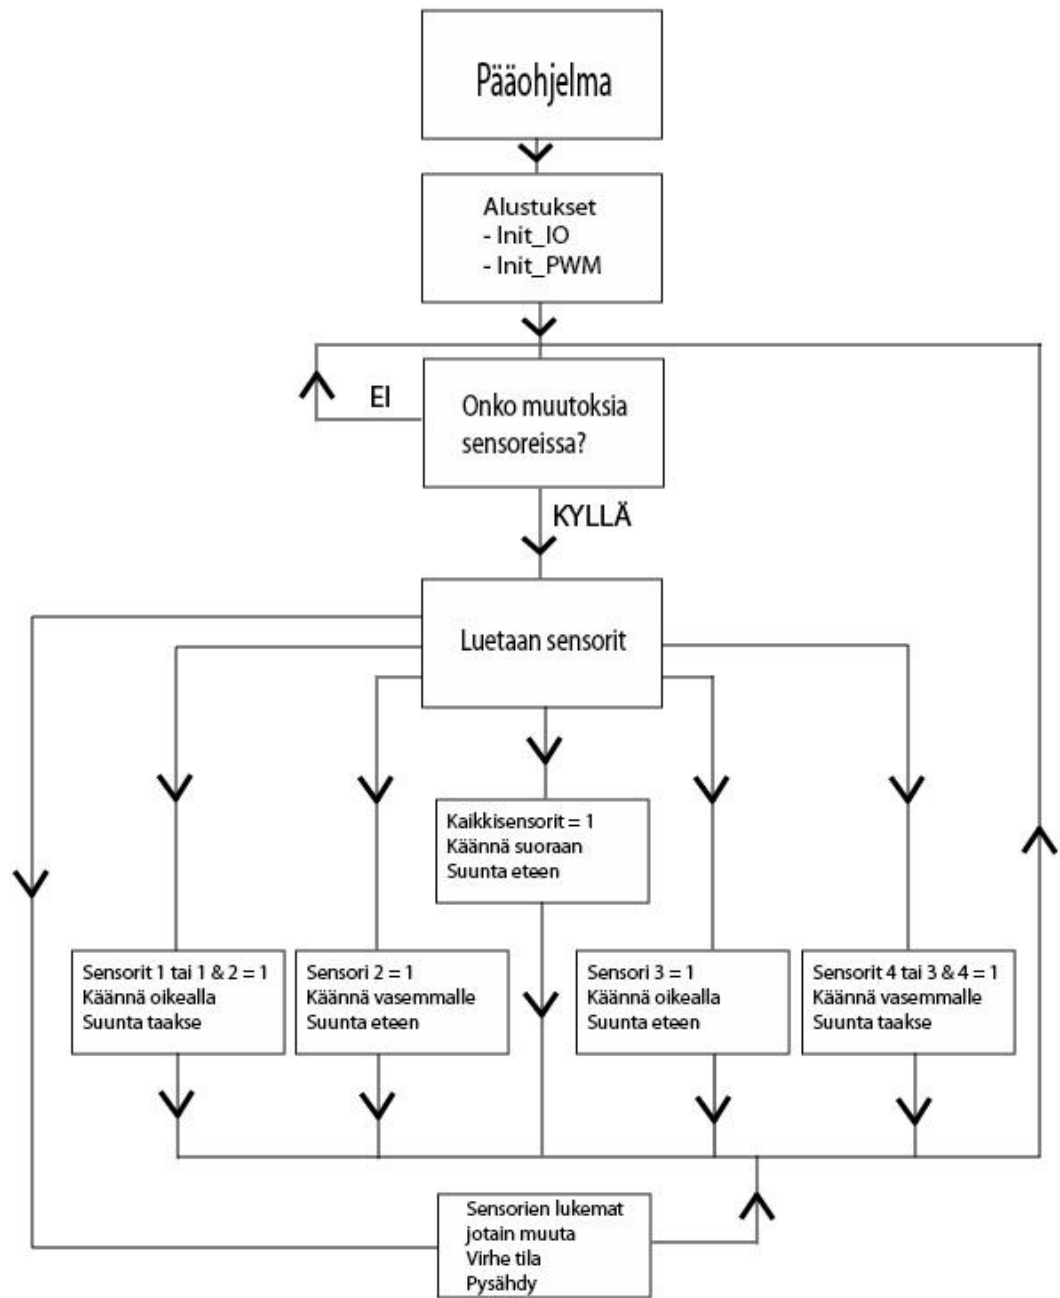 Pääohjelma
Alustukset
- Init_IO
- Init_PWM
EI
Onko muutoksia
sensoreissa?
KYLLÄ
Luetaan sensorit
Kaikkisensorit = 1
Käännä suoraan
Suunta eteen
Sensorit 1 tai 1 & 2 = 1
Käännä oikealla
Suunta taakse
Sensori 2 = 1
Käännä vasemmalle
Suunta eteen
Sensori 3 = 1
Käännä oikealla
Suunta eteen
Sensorit 4 tai 3 & 4 = 1
Käännä vasemmalle
Suunta taakse
Sensorien lukemat
jotain muuta
Virhe tila
Pysähdy